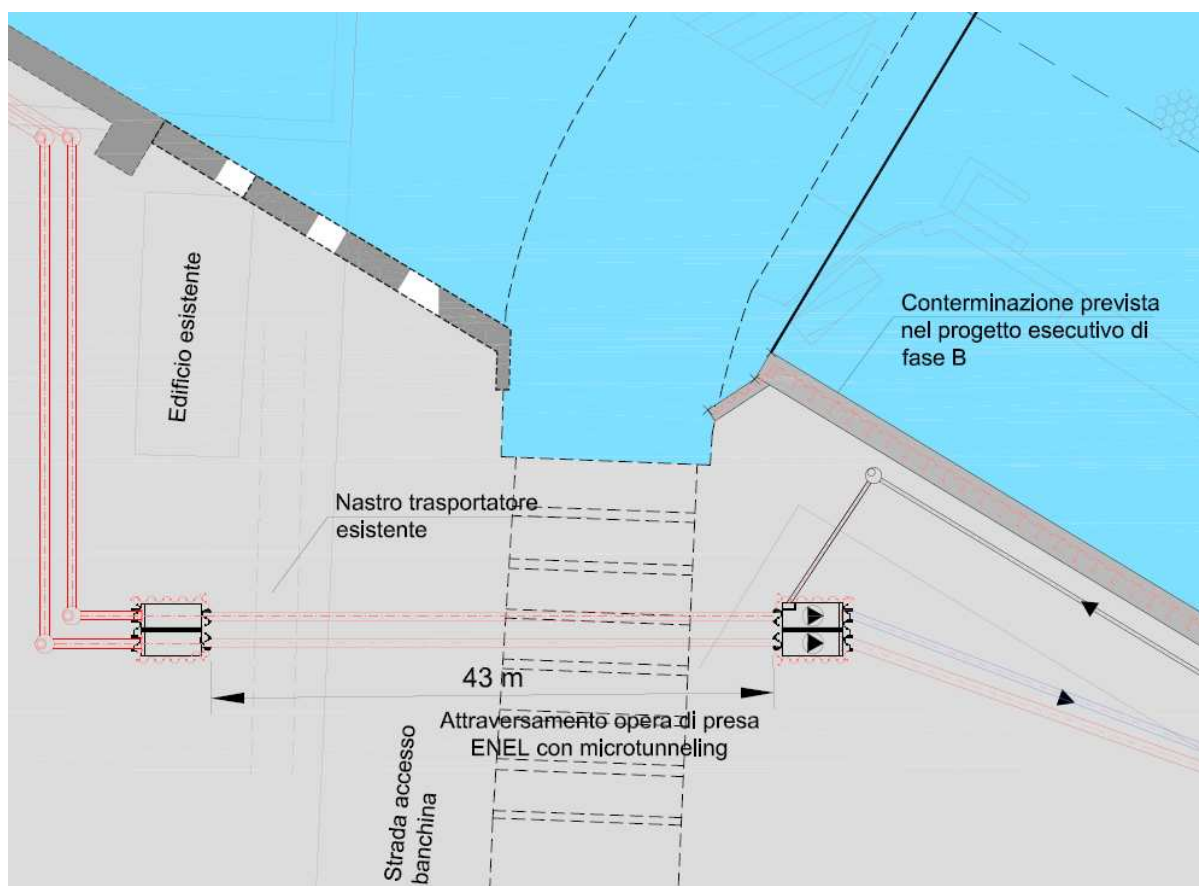 Edificio esistente
Conterminazione prevista
nel progetto esecutivo di
fase B
Nastro trasportatore
esistente
43 m
Attraversamento opera di presa
ENEL con microtunneling
Strada accesso
banchina